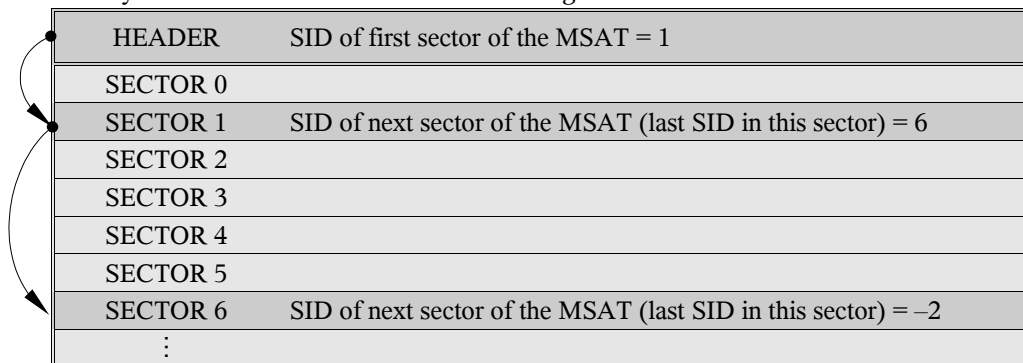 HEADER SID of first sector of the MSAT = 1
SECTOR 0
SECTOR 1 SID of next sector of the MSAT (last SID in this sector) = 6
SECTOR 2
SECTOR 3
SECTOR 4
SECTOR 5
SECTOR 6 SID of next sector of the MSAT (last SID in this sector) = –2
⋮